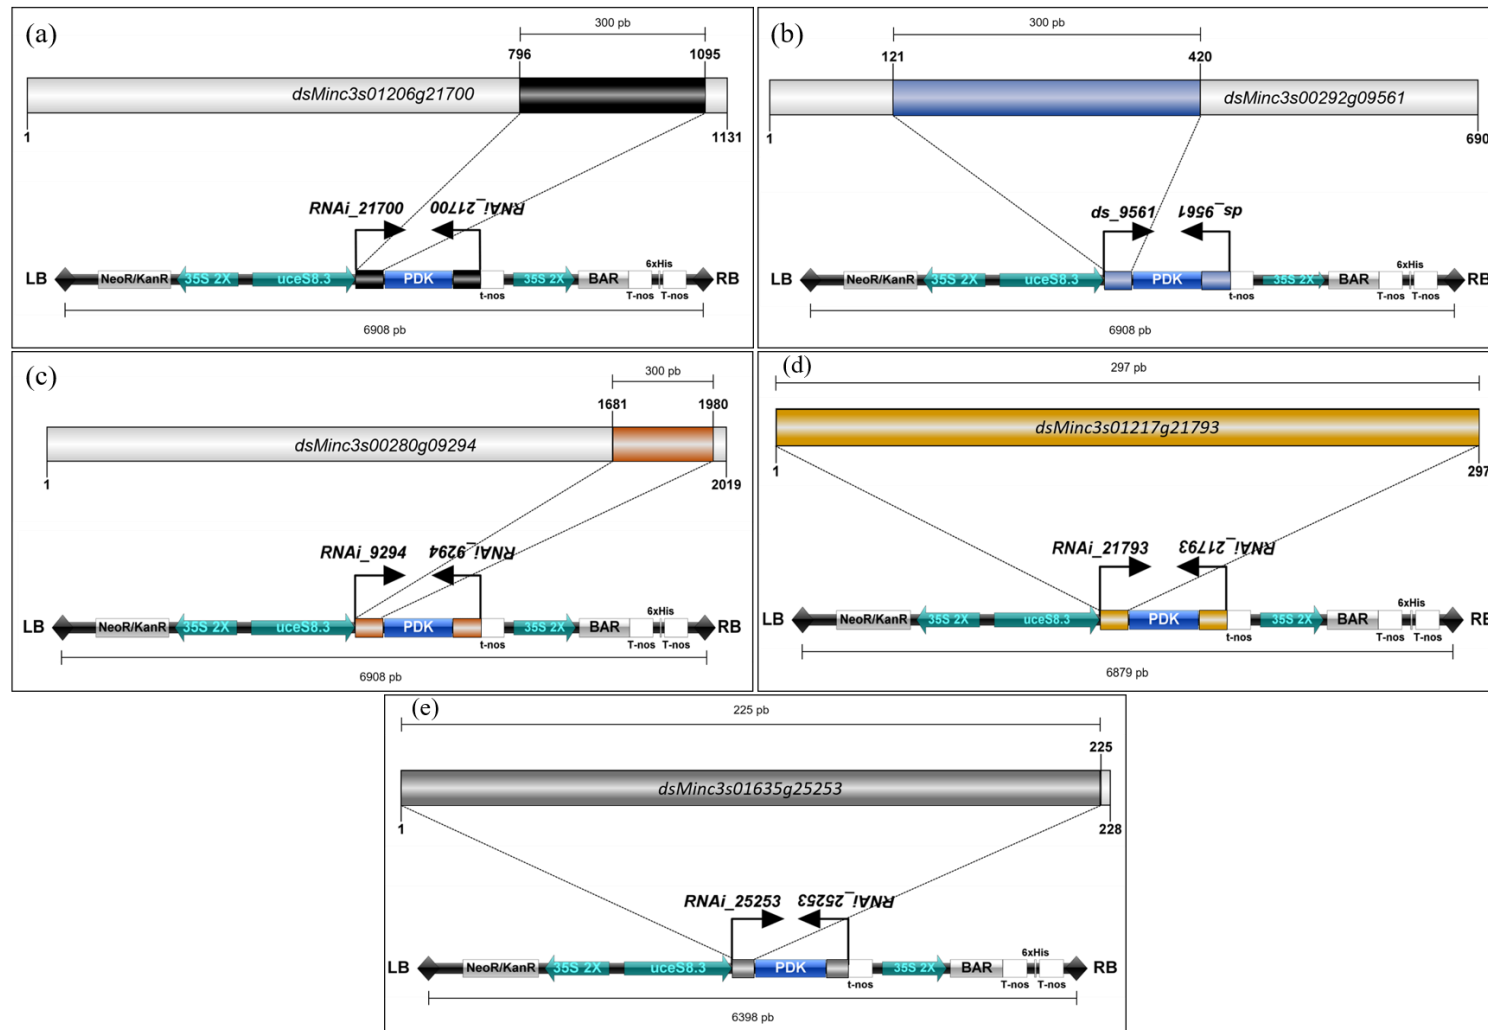 (a)
300 pb
796 1095
dsMinc3s01206g21700
1
1131
RNAi_21700 RNAi_21700
LB NeoR/KanR 35S 2X uceS8.3 PDK t-nos 35S 2X BAR T-nos 6xHis T-nos RB
6908 pb
(b)
300 pb
121 420
dsMinc3s00292g09561
1
690
ds_9561 ds_9561
LB NeoR/KanR 35S 2X uceS8.3 PDK t-nos 35S 2X BAR T-nos 6xHis T-nos RB
6908 pb
(c)
300 pb
1681 1980
dsMinc3s00280g09294
1
2019
RNAi_9294 RNAi_9294
LB NeoR/KanR 35S 2X uceS8.3 PDK t-nos 35S 2X BAR T-nos 6xHis T-nos RB
6908 pb
(d)
297 pb
dsMinc3s01217g21793
1
297
RNAi_21793 RNAi_21793
LB NeoR/KanR 35S 2X uceS8.3 PDK t-nos 35S 2X BAR T-nos 6xHis T-nos RB
6879 pb
(e)
225 pb
225
dsMinc3s01635g25253
1
228
RNAi_25253 RNAi_25253
LB NeoR/KanR 35S 2X uceS8.3 PDK t-nos 35S 2X BAR T-nos 6xHis T-nos RB
6398 pb